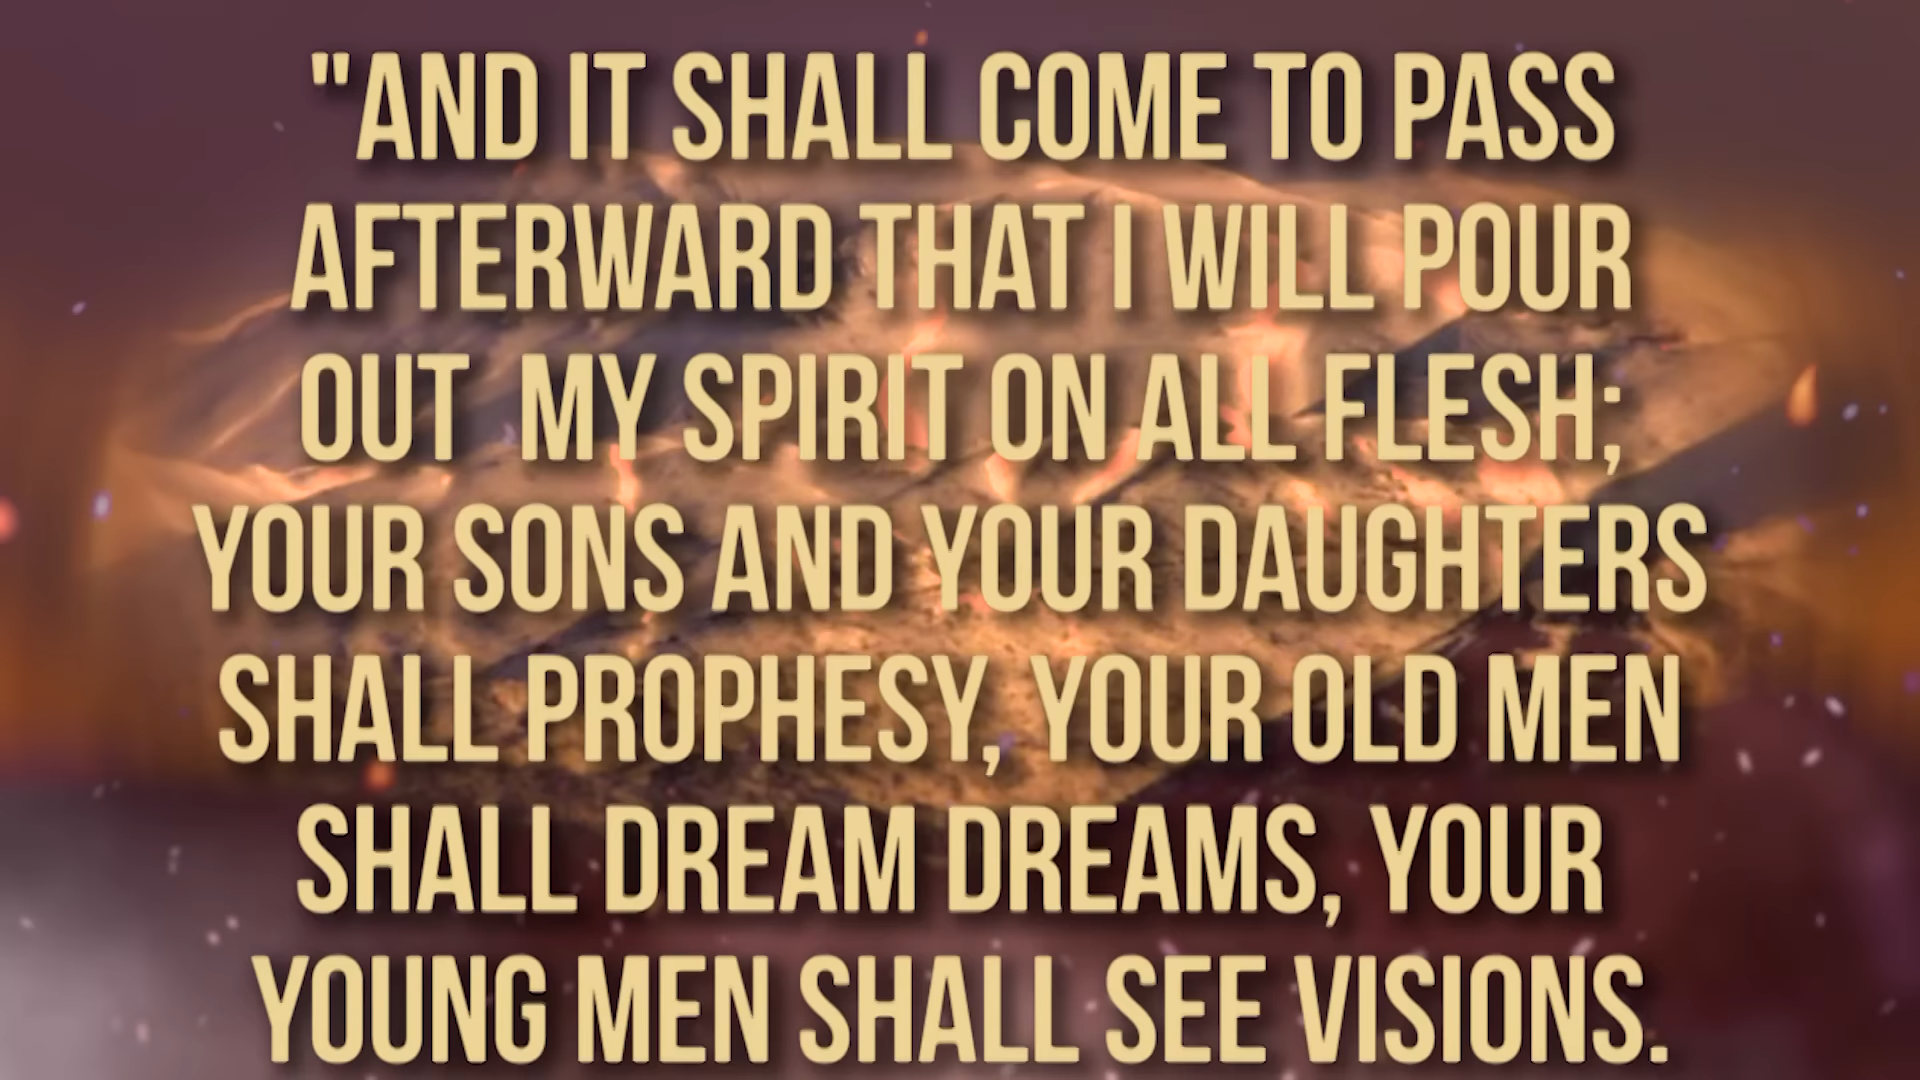 "AND IT SHALL COME TO PASS
AFTERWARD THAT I WILL POUR
OUT  MY SPIRIT ON ALL FLESH;
YOUR SONS AND YOUR DAUGHTERS
SHALL PROPHESY, YOUR OLD MEN
SHALL DREAM DREAMS, YOUR
YOUNG MEN SHALL SEE VISIONS.